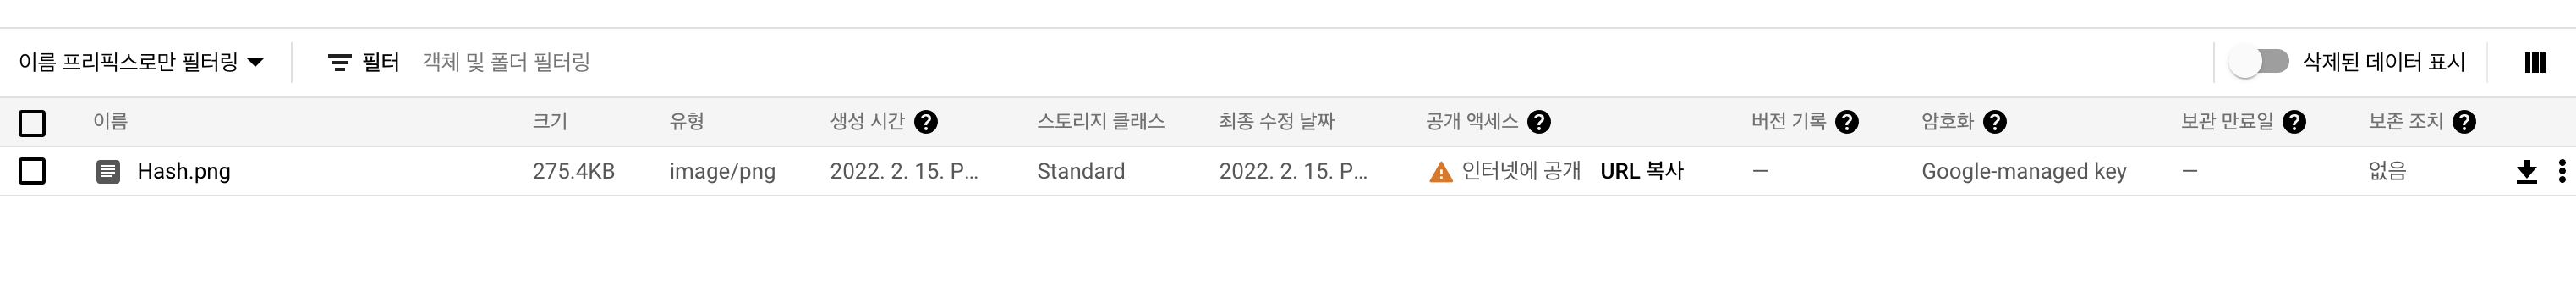 이름 프리픽스로만 필터링 필터 객체 및 폴더 필터링 삭제된 데이터 표시
이름 크기 유형 생성 시간 스토리지 클래스 최종 수정 날짜 공개 액세스 버전 기록 암호화 보관 만료일 보존 조치
Hash.png 275.4KB image/png 2022. 2. 15. P... Standard 2022. 2. 15. P... 인터넷에 공개 URL 복사 — Google-managed key — 없음